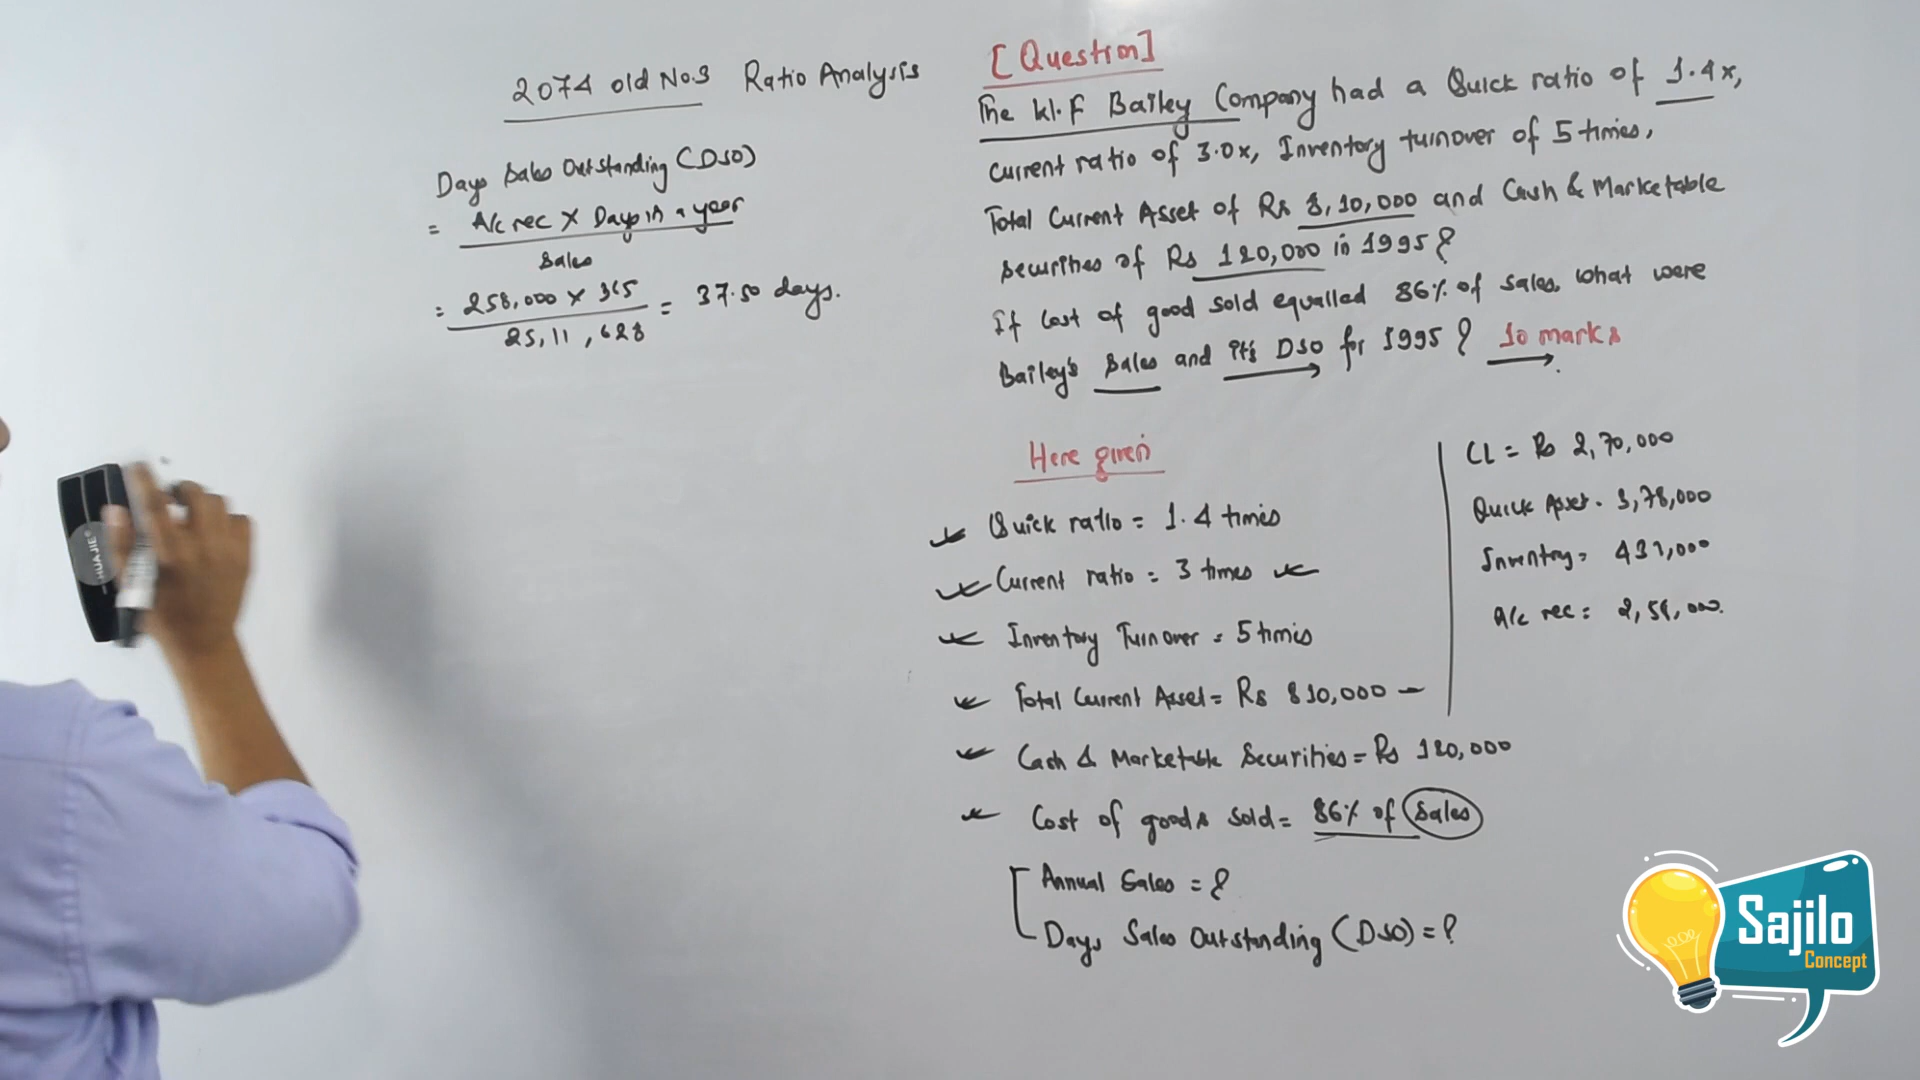 2074 old No.3 Ratio Analysis
Days Sales Outstanding (DSO)
= A/c rec X Days in a year
Sales
= 258,000 X 365 = 37.50 days.
25,11,628
[Question]
The W.F Bailey Company had a Quick ratio of 1.4x,
Current ratio of 3.0x, Inventory turnover of 5 times,
Total Current Asset of Rs 8,10,000 and Cash & Marketable
Securities of Rs 120,000 in 1995?
If Cost of good sold equalled 86% of sales, what were
Bailey's Sales and it's DSO for 1995? 10 marks
Here given
Quick ratio = 1.4 times
Current ratio = 3 times
Inventory Turnover = 5 times
Total Current Asset = Rs 810,000 -
Cash & Marketable Securities = Rs 120,000
Cost of goods sold = 86% of Sales
Annual Sales = ?
Days Sales Outstanding (DSO) = ?
CL = Rs 2,70,000
Quick Asset = 3,78,000
Inventory = 432,000
A/c rec = 2,58,000.
HUAJIE
Sajilo
Concept